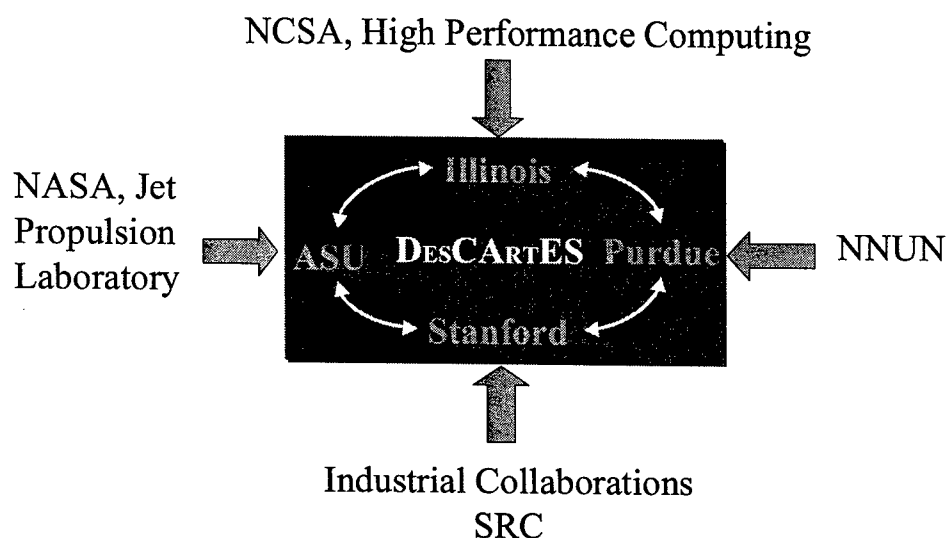 NCSA, High Performance Computing
Illinois
NASA, Jet
Propulsion
Laboratory
ASU
DESCARTES
Purdue
NNUN
Stanford
Industrial Collaborations
SRC